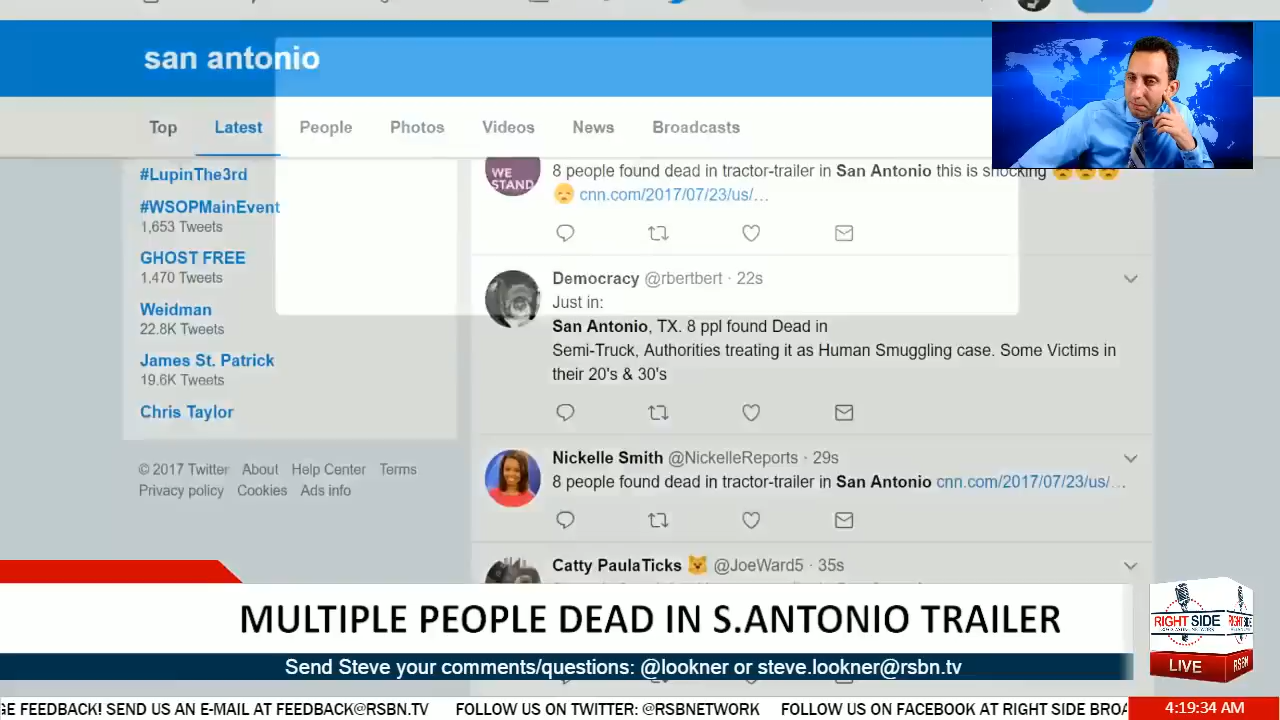 san antonio
Top Latest People Photos Videos News Broadcasts
#LupinThe3rd
#WSOPMainEvent
1,653 Tweets
GHOST FREE
1,470 Tweets
Weidman
22.8K Tweets
James St. Patrick
19.6K Tweets
Chris Taylor
© 2017 Twitter About Help Center Terms
Privacy policy Cookies Ads info
WE
STAND
8 people found dead in tractor-trailer in San Antonio this is shocking 😞😞😞
😞 cnn.com/2017/07/23/us/…
Democracy @rbertbert · 22s
Just in:
San Antonio, TX. 8 ppl found Dead in
Semi-Truck, Authorities treating it as Human Smuggling case. Some Victims in
their 20's & 30's
Nickelle Smith @NickelleReports · 29s
8 people found dead in tractor-trailer in San Antonio cnn.com/2017/07/23/us/…
Catty PaulaTicks 🐱 @JoeWard5 · 35s
MULTIPLE PEOPLE DEAD IN S.ANTONIO TRAILER
Send Steve your comments/questions: @lookner or steve.lookner@rsbn.tv
RIGHT SIDE
LIVE
RSBN
GE FEEDBACK! SEND US AN E-MAIL AT FEEDBACK@RSBN.TV FOLLOW US ON TWITTER: @RSBNETWORK FOLLOW US ON FACEBOOK AT RIGHT SIDE BROA
4:19:34 AM